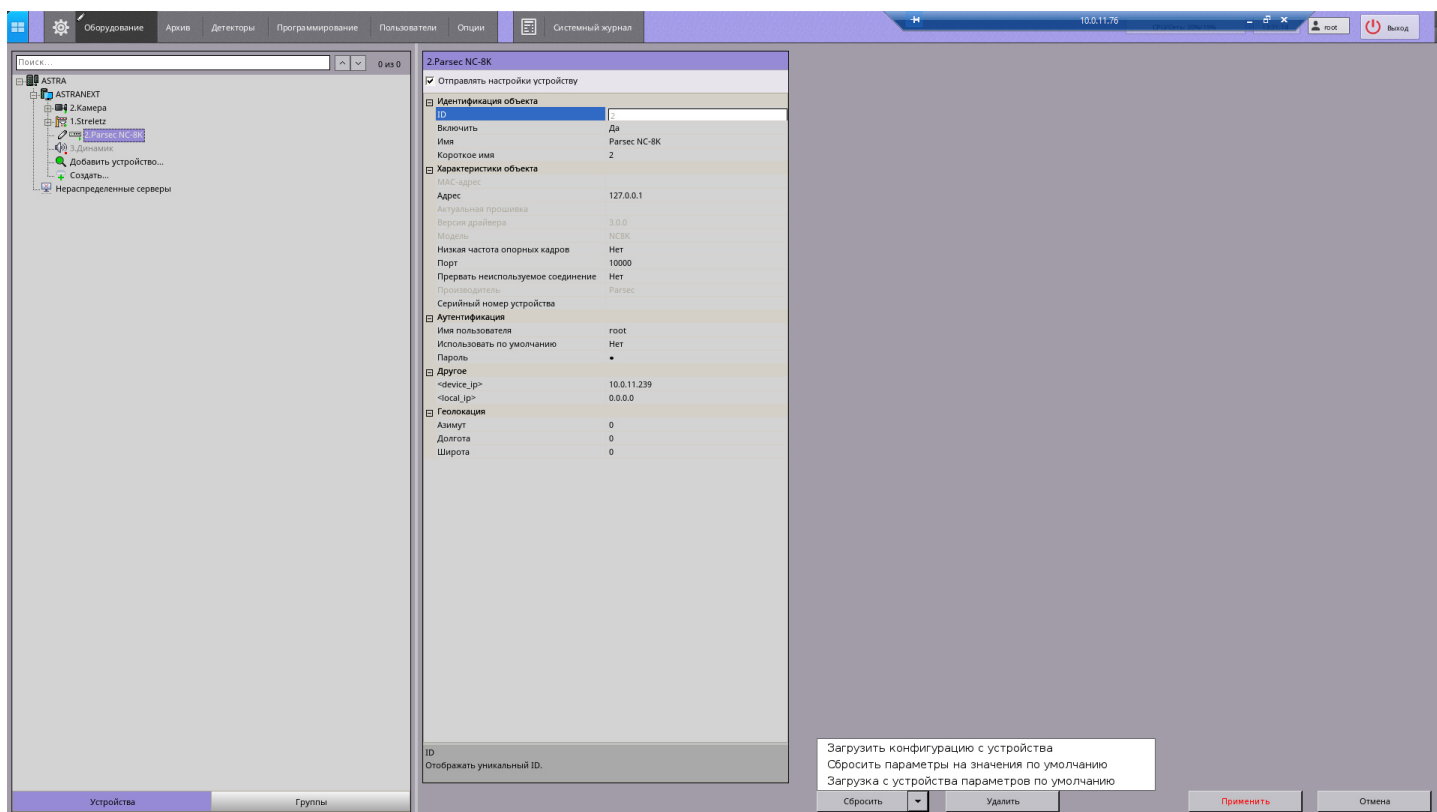 Оборудование Архив Детекторы Программирование Пользователи Опции Системный журнал 10.0.11.76 root Выход
Поиск... 0 из 0
ASTRA
ASTRANEXT
2.Камера
1.Streletz
2.Parsec NC-8K
3.Динамик
Добавить устройство...
Создать...
Нераспределенные серверы
Устройства Группы
2.Parsec NC-8K
Отправлять настройки устройству
Идентификация объекта
ID 2
Включить Да
Имя Parsec NC-8K
Короткое имя 2
Характеристики объекта
MAC-адрес
Адрес 127.0.0.1
Актуальная прошивка
Версия драйвера 3.0.0
Модель NC8K
Низкая частота опорных кадров Нет
Порт 10000
Прервать неиспользуемое соединение Нет
Производитель Parsec
Серийный номер устройства
Аутентификация
Имя пользователя root
Использовать по умолчанию Нет
Пароль •
Другое
<device_ip> 10.0.11.239
<local_ip> 0.0.0.0
Геолокация
Азимут 0
Долгота 0
Широта 0
ID
Отображать уникальный ID.
Загрузить конфигурацию с устройства
Сбросить параметры на значения по умолчанию
Загрузка с устройства параметров по умолчанию
Сбросить Удалить Применить Отмена